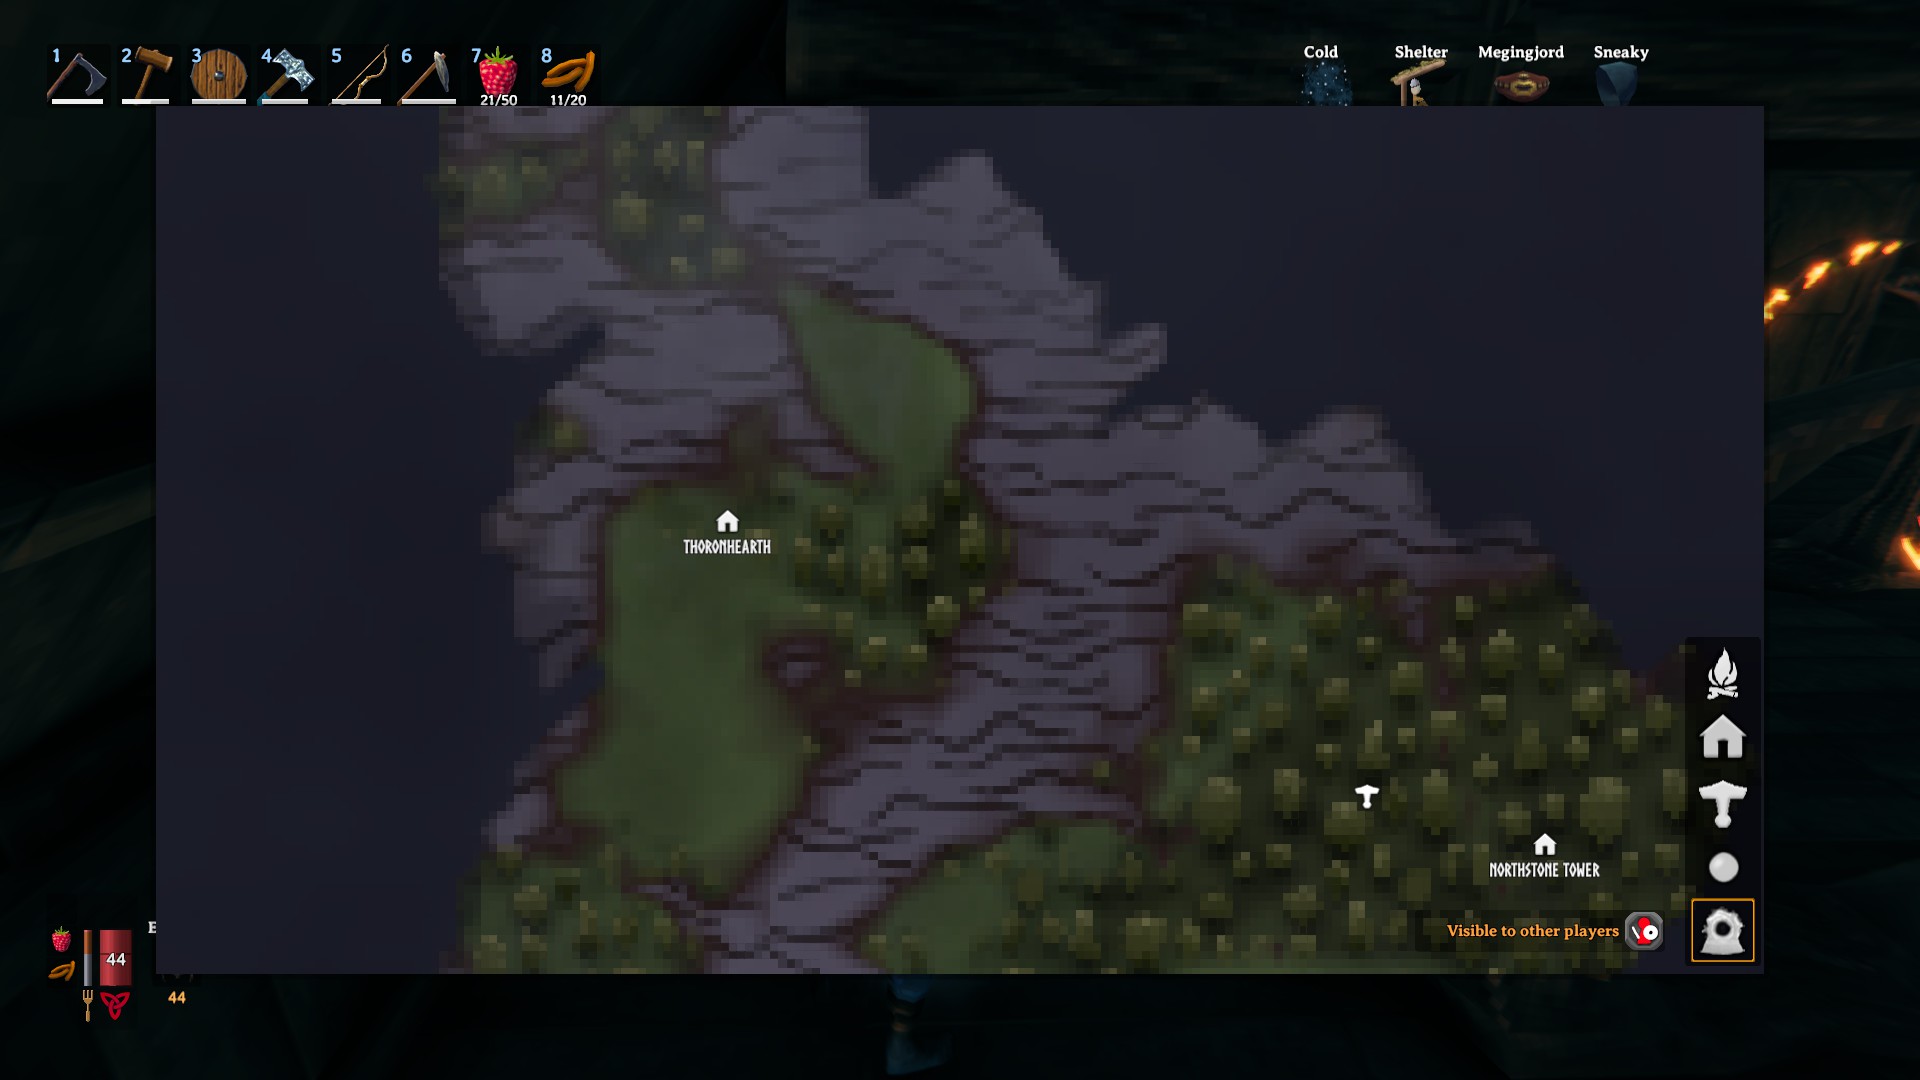 1 2 3 4 5 6 7 8
21/50 11/20
Cold Shelter Megingjord Sneaky
THORONHEARTH
NORTHSTONE TOWER
Visible to other players
E
44
44